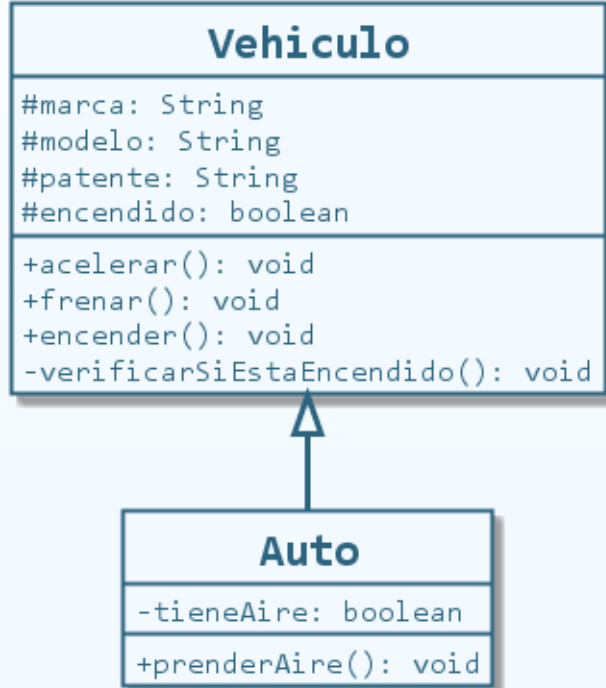 Vehiculo
#marca: String
#modelo: String
#patente: String
#encendido: boolean
+acelerar(): void
+frenar(): void
+encender(): void
-verificarSiEstaEncendido(): void
Auto
-tieneAire: boolean
+prenderAire(): void